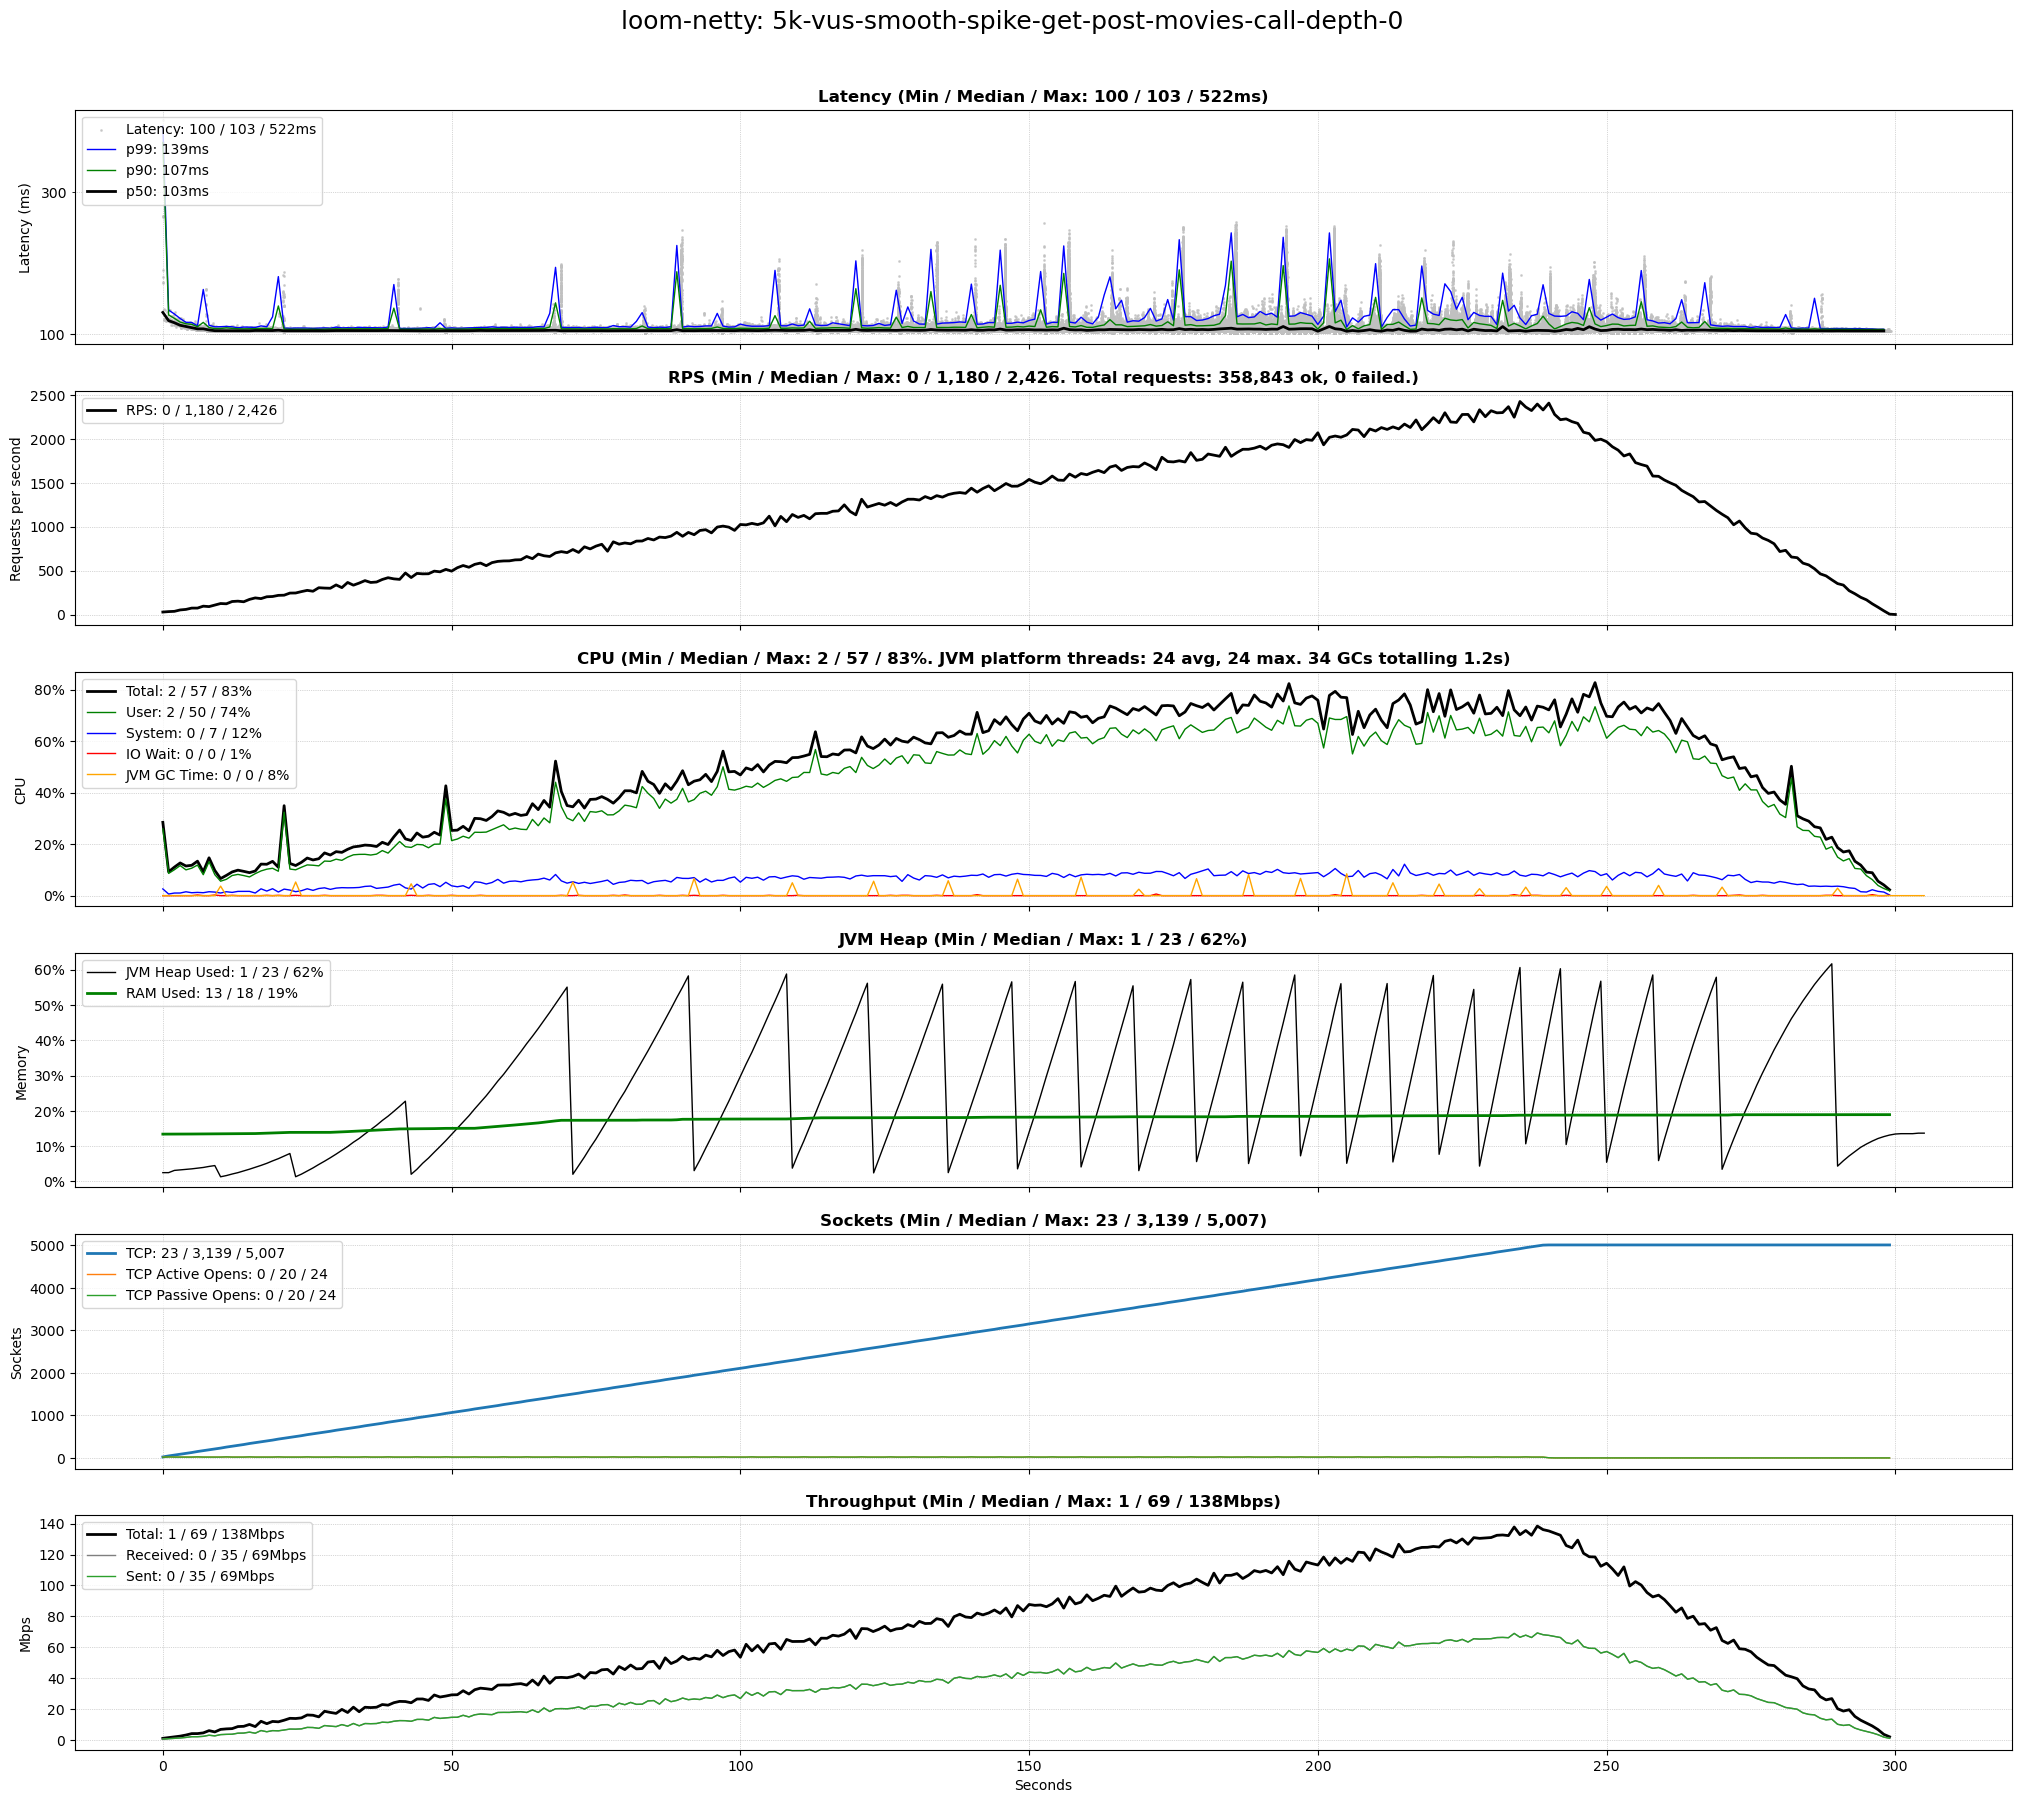 loom-netty: 5k-vus-smooth-spike-get-post-movies-call-depth-0
Latency (Min / Median / Max: 100 / 103 / 522ms)
Latency: 100 / 103 / 522ms
p99: 139ms
p90: 107ms
p50: 103ms
Latency (ms)
300
100
RPS (Min / Median / Max: 0 / 1,180 / 2,426. Total requests: 358,843 ok, 0 failed.)
RPS: 0 / 1,180 / 2,426
Requests per second
2500
2000
1500
1000
500
0
CPU (Min / Median / Max: 2 / 57 / 83%. JVM platform threads: 24 avg, 24 max. 34 GCs totalling 1.2s)
Total: 2 / 57 / 83%
User: 2 / 50 / 74%
System: 0 / 7 / 12%
IO Wait: 0 / 0 / 1%
JVM GC Time: 0 / 0 / 8%
CPU
80%
60%
40%
20%
0%
JVM Heap (Min / Median / Max: 1 / 23 / 62%)
JVM Heap Used: 1 / 23 / 62%
RAM Used: 13 / 18 / 19%
Memory
60%
50%
40%
30%
20%
10%
0%
Sockets (Min / Median / Max: 23 / 3,139 / 5,007)
TCP: 23 / 3,139 / 5,007
TCP Active Opens: 0 / 20 / 24
TCP Passive Opens: 0 / 20 / 24
Sockets
5000
4000
3000
2000
1000
0
Throughput (Min / Median / Max: 1 / 69 / 138Mbps)
Total: 1 / 69 / 138Mbps
Received: 0 / 35 / 69Mbps
Sent: 0 / 35 / 69Mbps
Mbps
140
120
100
80
60
40
20
0
0 50 100 150 200 250 300
Seconds